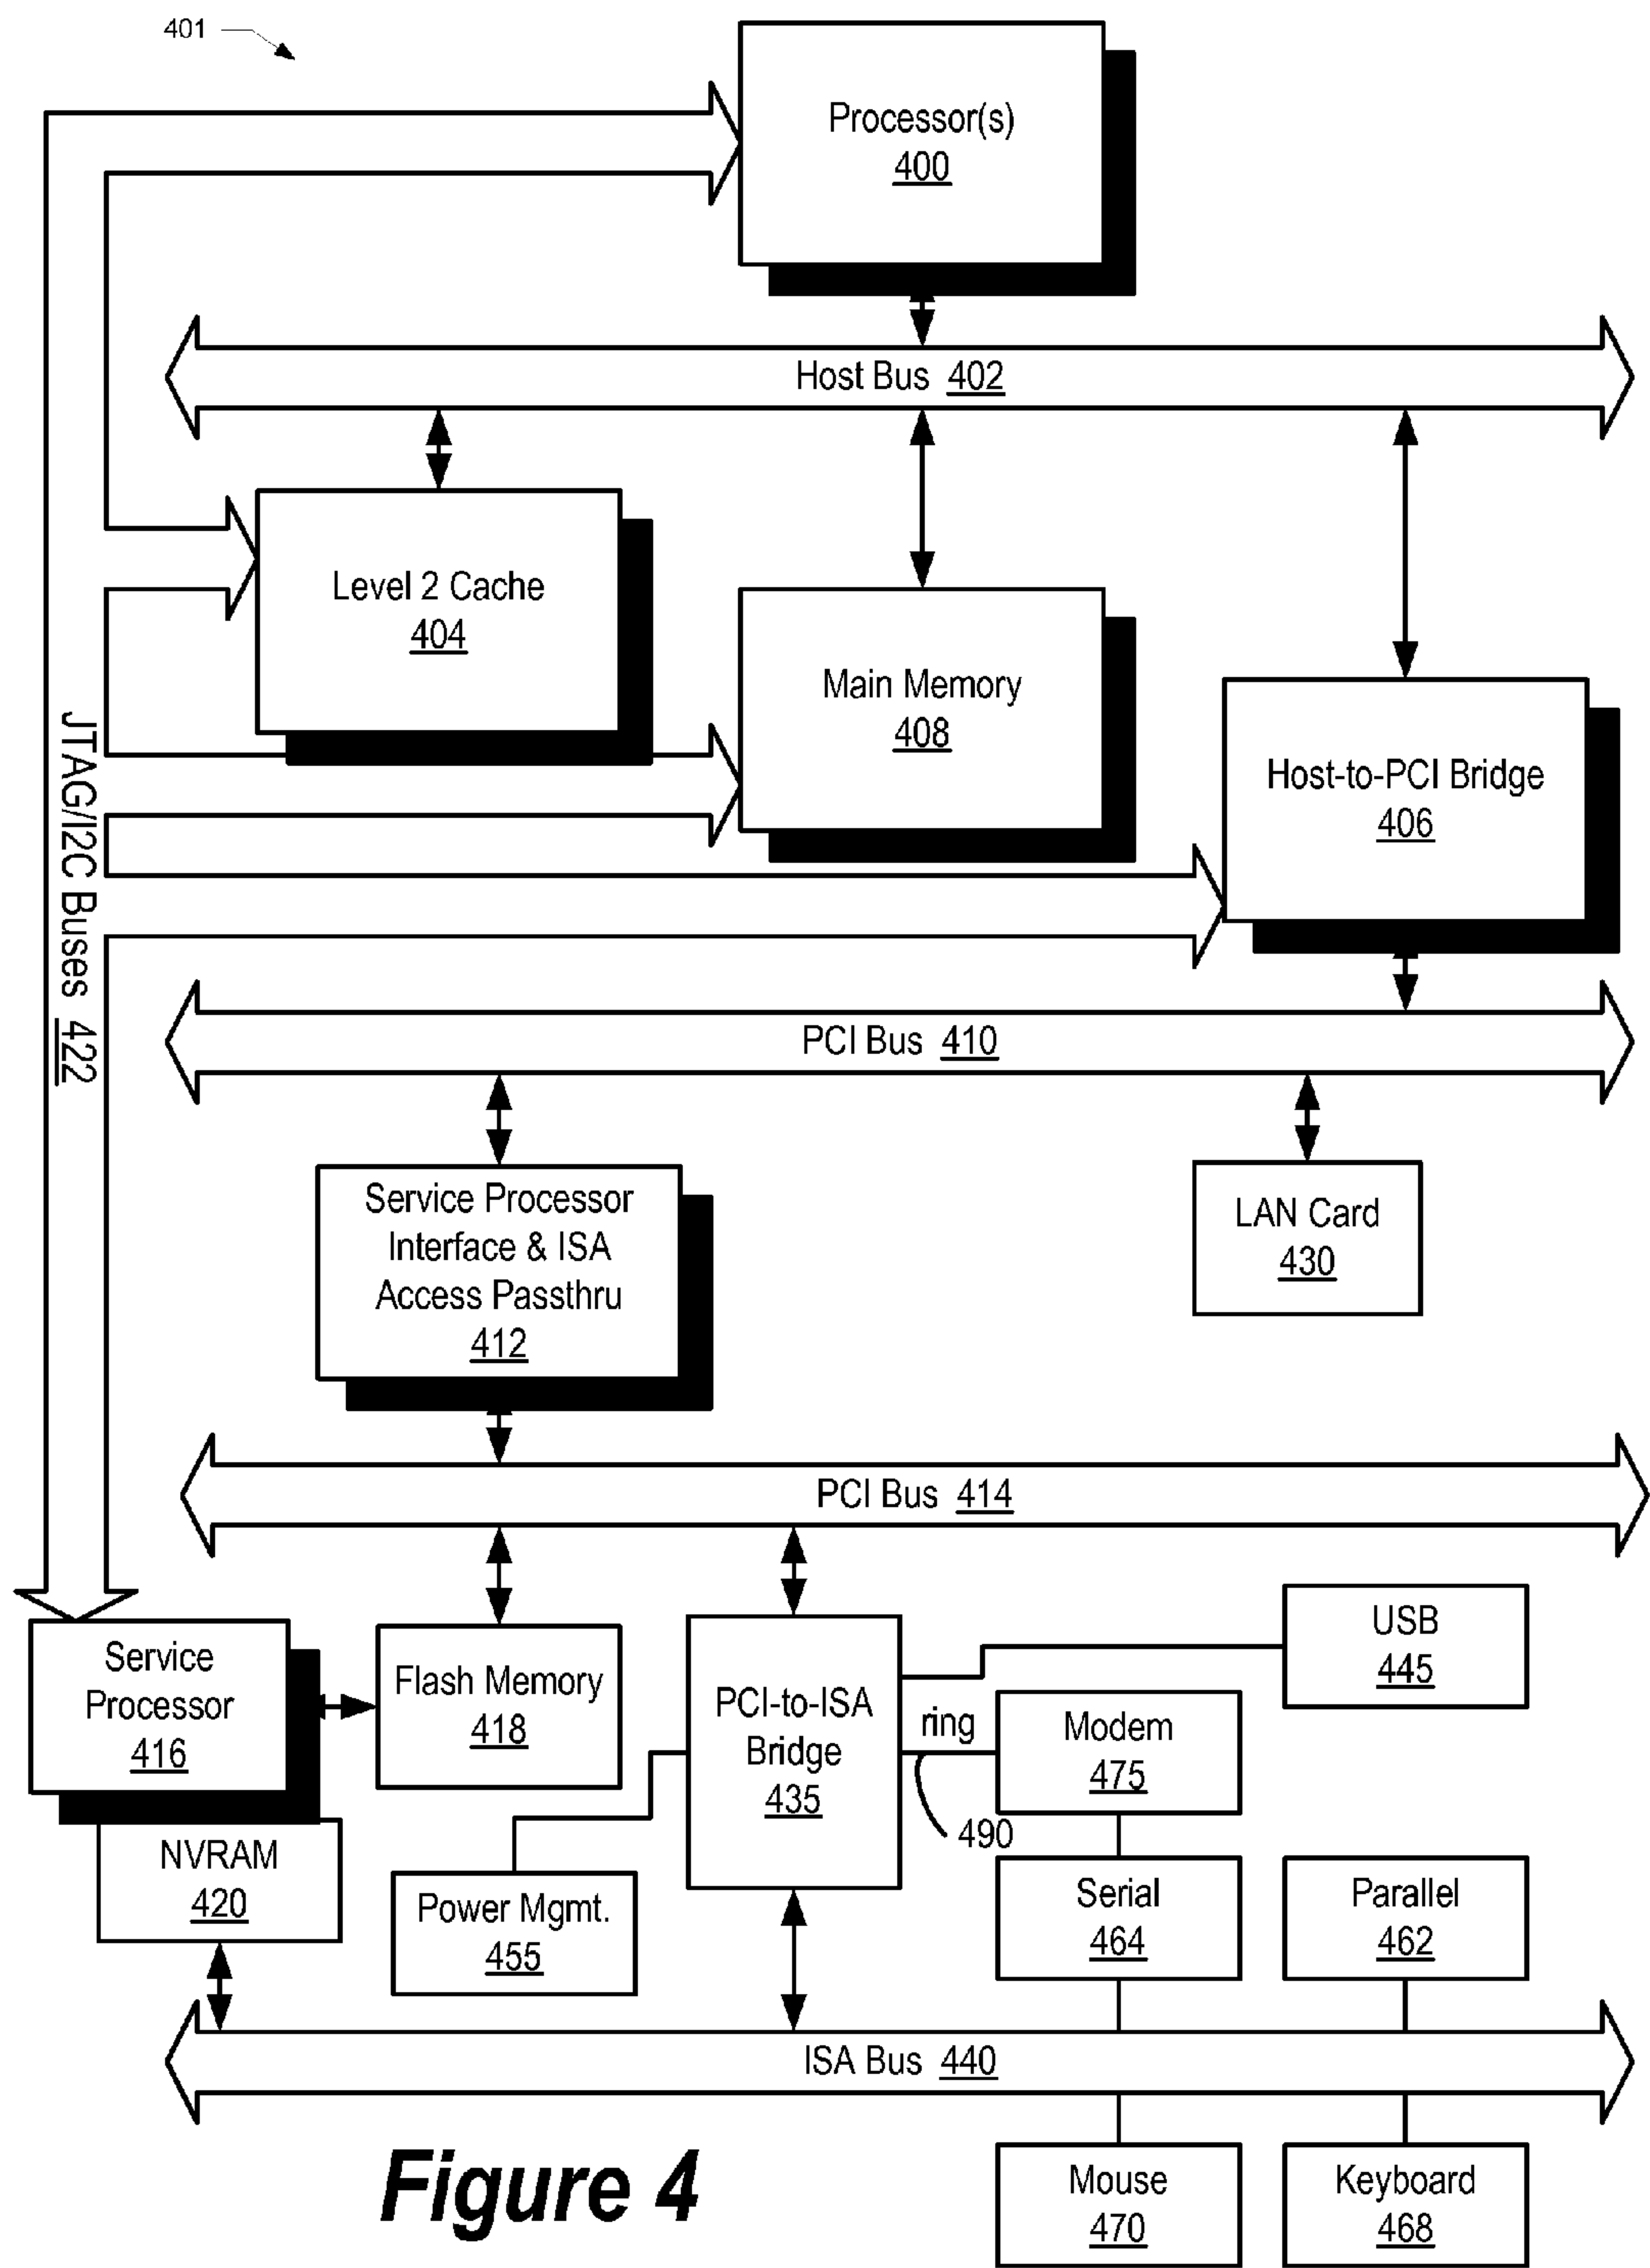 401
Processor(s)
400
Host Bus 402
Level 2 Cache
404
Main Memory
408
Host-to-PCI Bridge
406
JTAG/I2C Buses 422
PCI Bus 410
Service Processor
Interface & ISA
Access Passthru
412
LAN Card
430
PCI Bus 414
Service
Processor
416
Flash Memory
418
PCI-to-ISA
Bridge
435
USB
445
ring
Modem
475
490
NVRAM
420
Power Mgmt.
455
Serial
464
Parallel
462
ISA Bus 440
Mouse
470
Keyboard
468
Figure 4